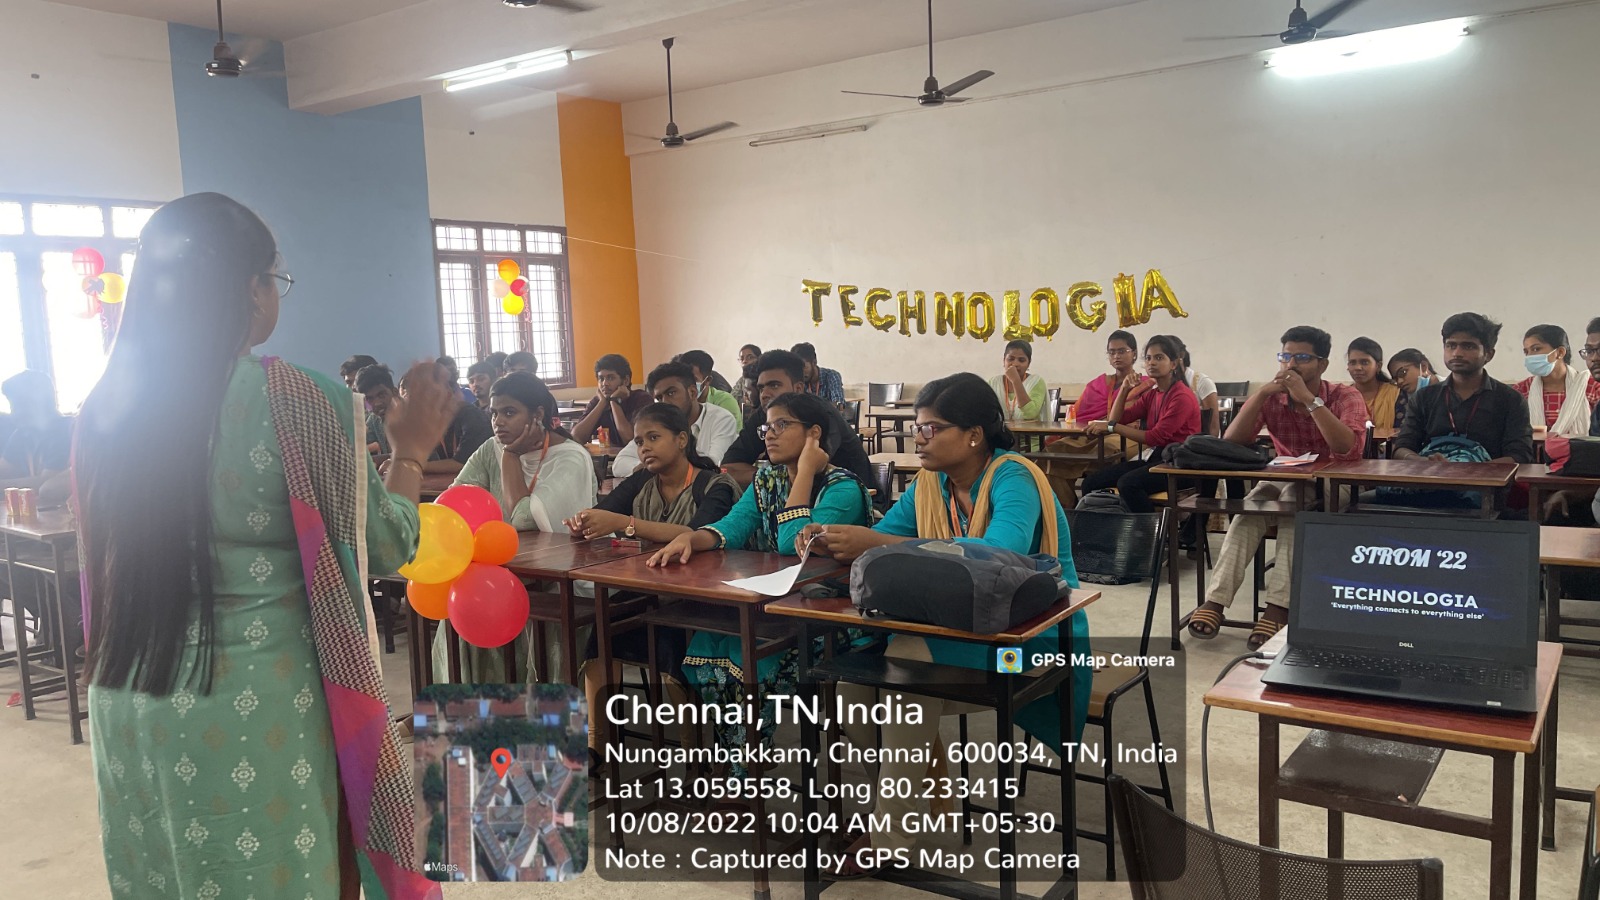 TECHNOLOGIA
STROM ‘22
TECHNOLOGIA
'Everything connects to everything else'
DELL
GPS Map Camera
Chennai,TN,India
Nungambakkam, Chennai, 600034, TN, India
Lat 13.059558, Long 80.233415
10/08/2022 10:04 AM GMT+05:30
Note : Captured by GPS Map Camera
Maps